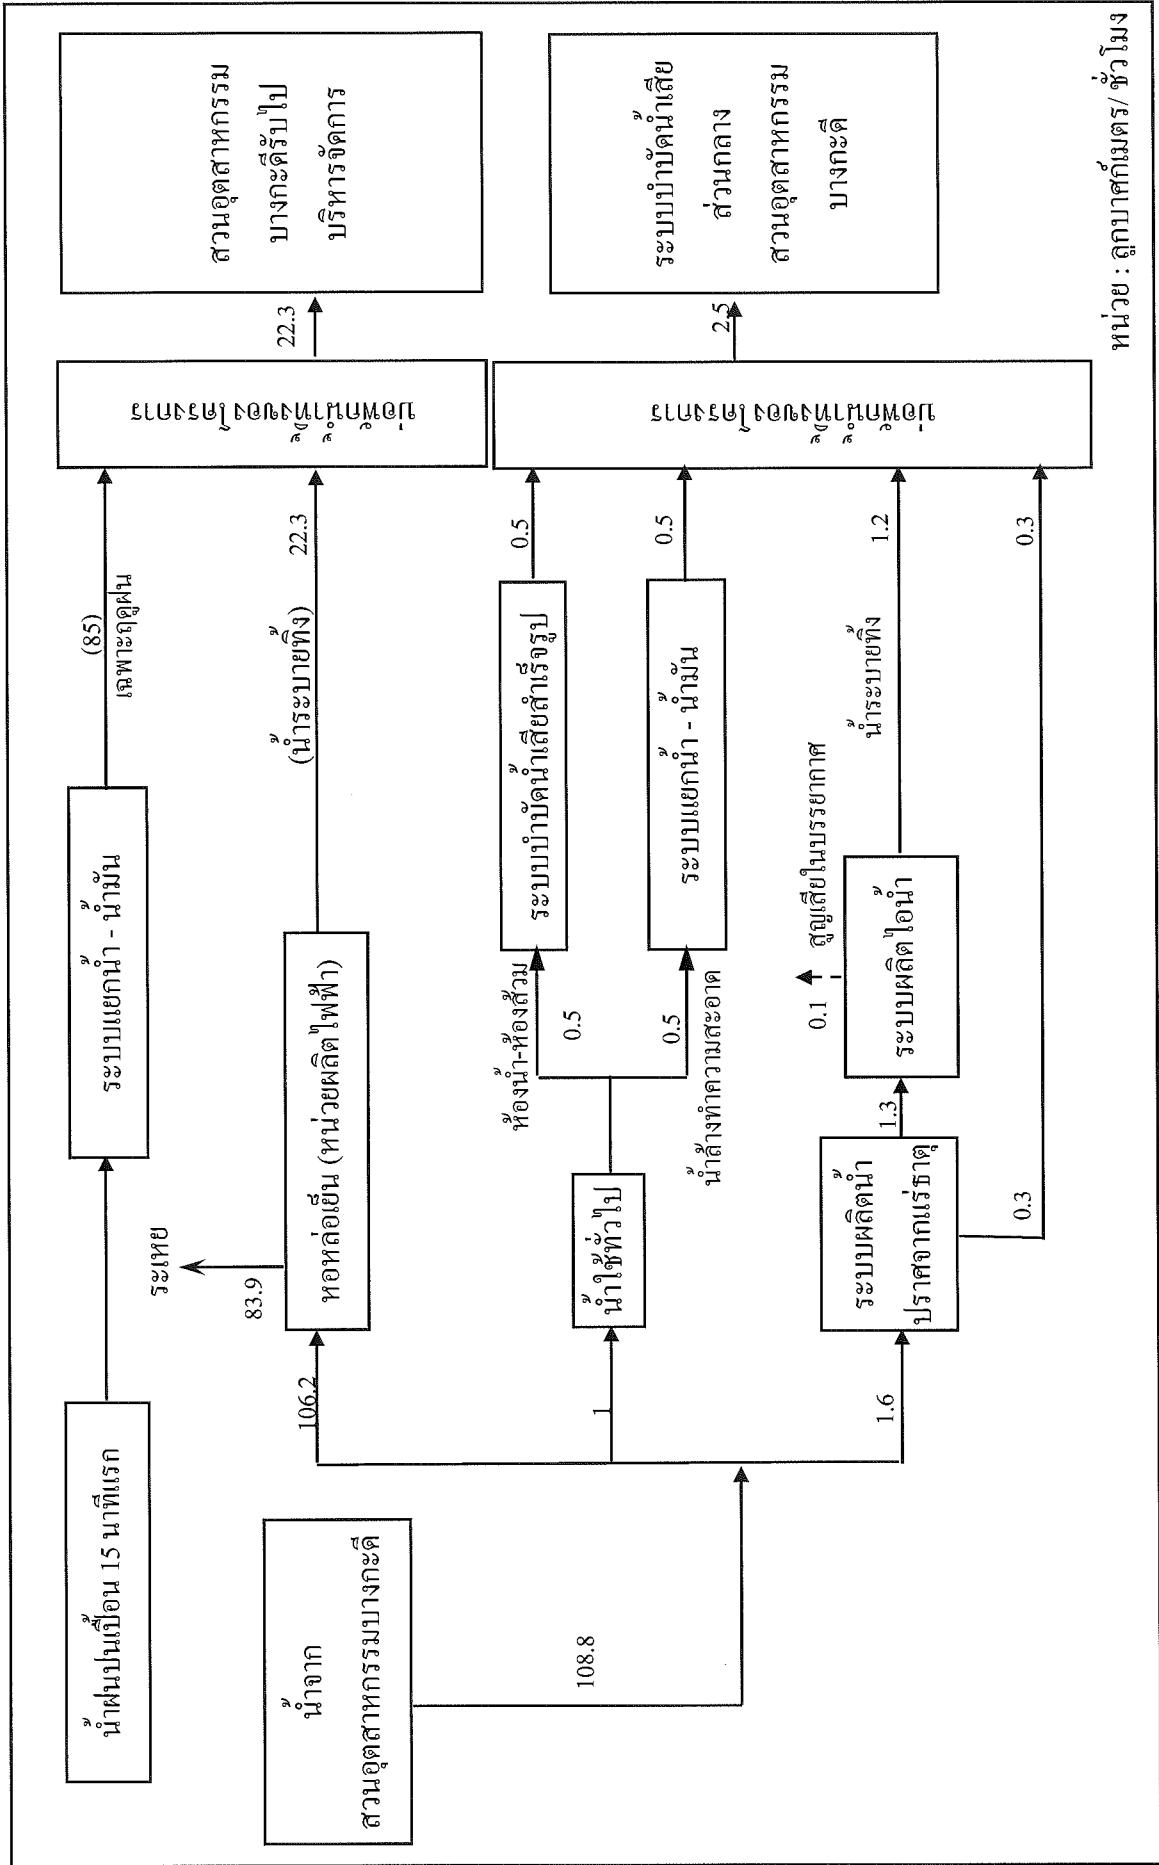 น้ำฝนปนเปื้อน 15 นาทีแรก
ระบบแยกน้ำ - น้ำมัน
(85)
เฉพาะฤดูฝน
บ่อพักน้ำทิ้งของโครงการ
22.3
สวนอุตสาหกรรม
บางกะดีรับไป
บริหารจัดการ
ระเหย
83.9
106.2
หอหล่อเย็น (หน่วยผลิตไฟฟ้า)
22.3
(น้ำระบายทิ้ง)
น้ำจาก
สวนอุตสาหกรรมบางกะดี
108.8
1
น้ำใช้ทั่วไป
ห้องน้ำ-ห้องส้วม
0.5
ระบบบำบัดน้ำเสียสำเร็จรูป
0.5
0.5
น้ำล้างทำความสะอาด
ระบบแยกน้ำ - น้ำมัน
0.5
บ่อพักน้ำทิ้งของโครงการ
2.5
ระบบบำบัดน้ำเสีย
ส่วนกลาง
สวนอุตสาหกรรม
บางกะดี
1.6
ระบบผลิตน้ำ
ปราศจากแร่ธาตุ
1.3
0.1
สูญเสียในบรรยากาศ
ระบบผลิตไอน้ำ
น้ำระบายทิ้ง
1.2
0.3
0.3
หน่วย : ลูกบาศก์เมตร/ ชั่วโมง